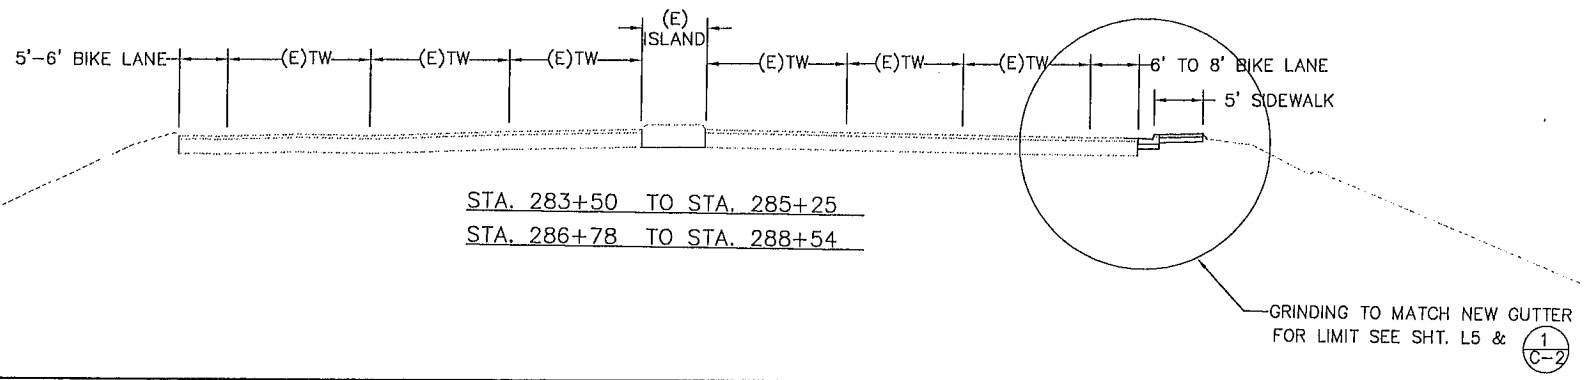 (E)
ISLAND
5'-6' BIKE LANE
(E)TW
(E)TW
(E)TW
(E)TW
(E)TW
(E)TW
6' TO 8' BIKE LANE
5' SIDEWALK
STA. 283+50 TO STA. 285+25
STA. 286+78 TO STA. 288+54
GRINDING TO MATCH NEW GUTTER
FOR LIMIT SEE SHT. L5 &
1
C-2